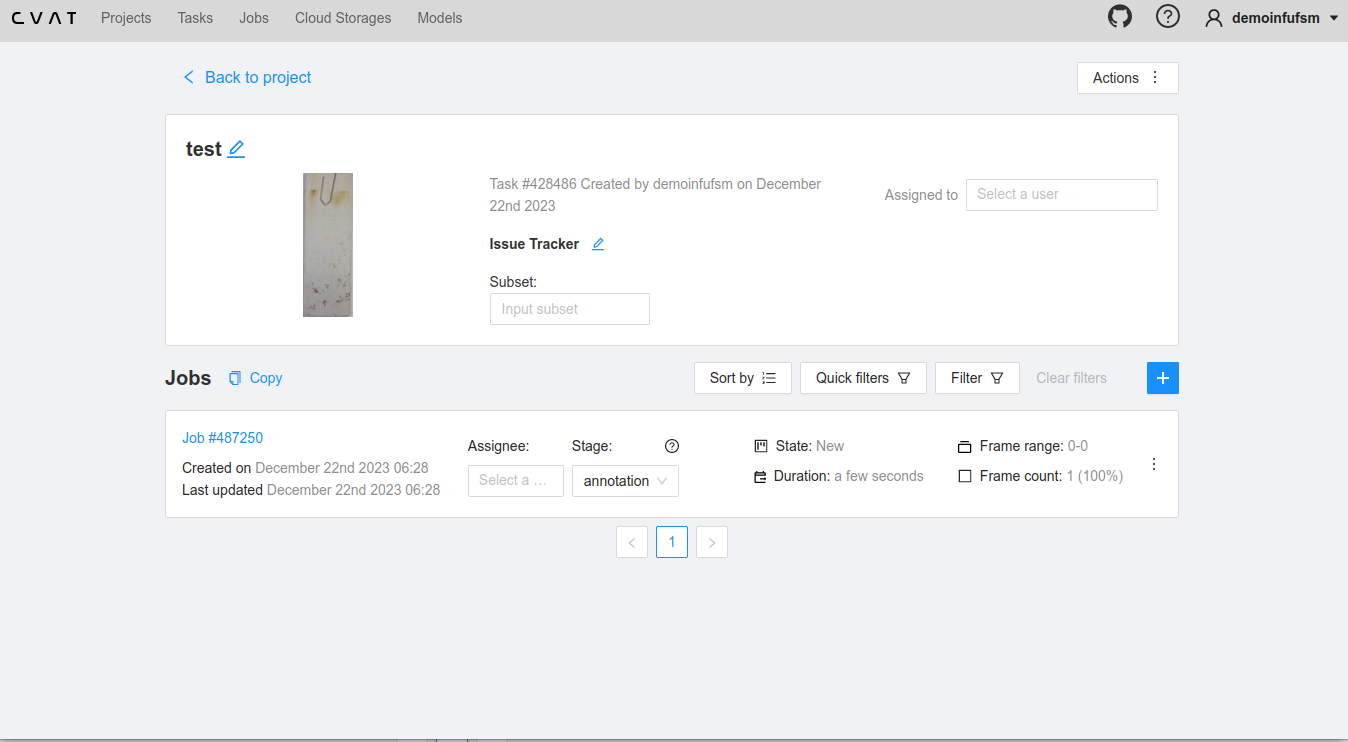 CVAT Projects Tasks Jobs Cloud Storages Models demoinfufsm
Back to project Actions
test
Task #428486 Created by demoinfufsm on December
22nd 2023
Assigned to Select a user
Issue Tracker
Subset:
Input subset
Jobs Copy Sort by Quick filters Filter Clear filters +
Job #487250
Created on December 22nd 2023 06:28
Last updated December 22nd 2023 06:28
Assignee: Stage:
Select a ... annotation
State: New Frame range: 0-0
Duration: a few seconds Frame count: 1 (100%)
< 1 >